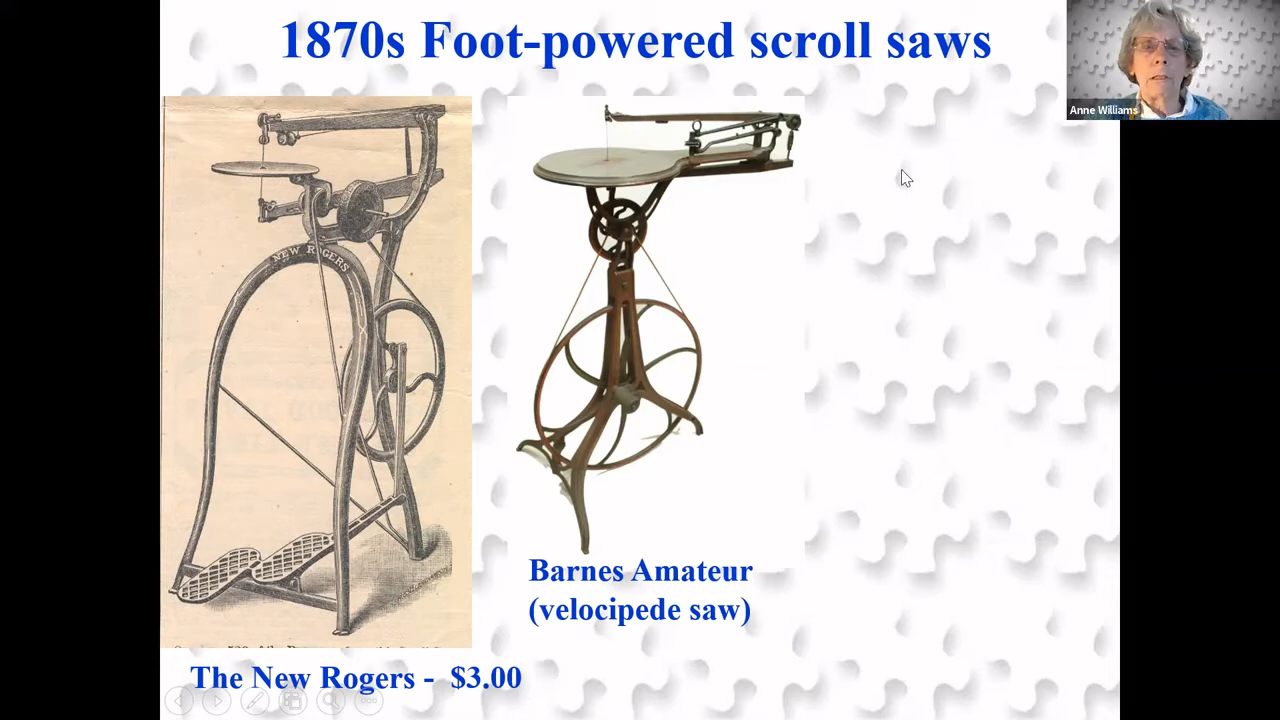 1870s Foot-powered scroll saws
Anne Williams
NEW ROGERS
Barnes Amateur
(velocipede saw)
The New Rogers - $3.00